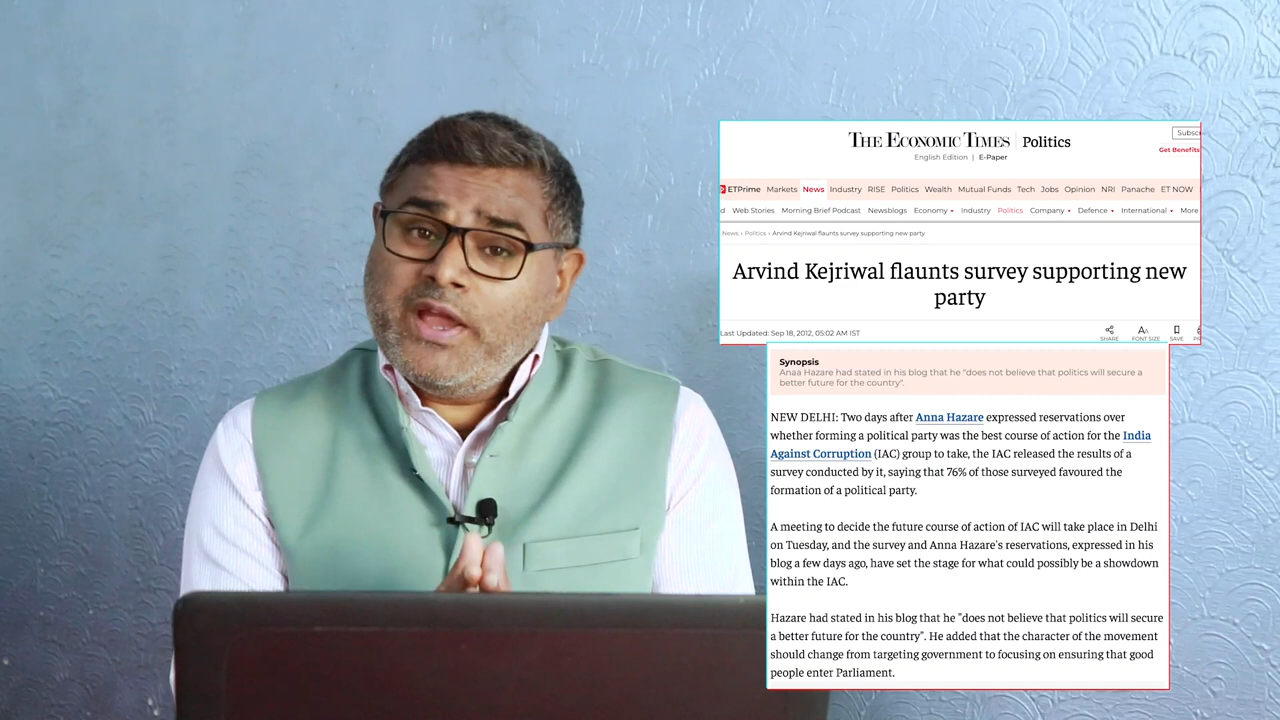 THE ECONOMIC TIMES | Politics
Subscr
English Edition | E-Paper
Get Benefits
ETPrime Markets News Industry RISE Politics Wealth Mutual Funds Tech Jobs Opinion NRI Panache ET NOW
d Web Stories Morning Brief Podcast Newsblogs Economy Industry Politics Company Defence International More
News › Politics › Arvind Kejriwal flaunts survey supporting new party
Arvind Kejriwal flaunts survey supporting new
party
Last Updated: Sep 18, 2012, 05:02 AM IST
SHARE FONT SIZE SAVE PR
Synopsis
Anaa Hazare had stated in his blog that he "does not believe that politics will secure a
better future for the country".
NEW DELHI: Two days after Anna Hazare expressed reservations over
whether forming a political party was the best course of action for the India
Against Corruption (IAC) group to take, the IAC released the results of a
survey conducted by it, saying that 76% of those surveyed favoured the
formation of a political party.
A meeting to decide the future course of action of IAC will take place in Delhi
on Tuesday, and the survey and Anna Hazare's reservations, expressed in his
blog a few days ago, have set the stage for what could possibly be a showdown
within the IAC.
Hazare had stated in his blog that he "does not believe that politics will secure
a better future for the country". He added that the character of the movement
should change from targeting government to focusing on ensuring that good
people enter Parliament.